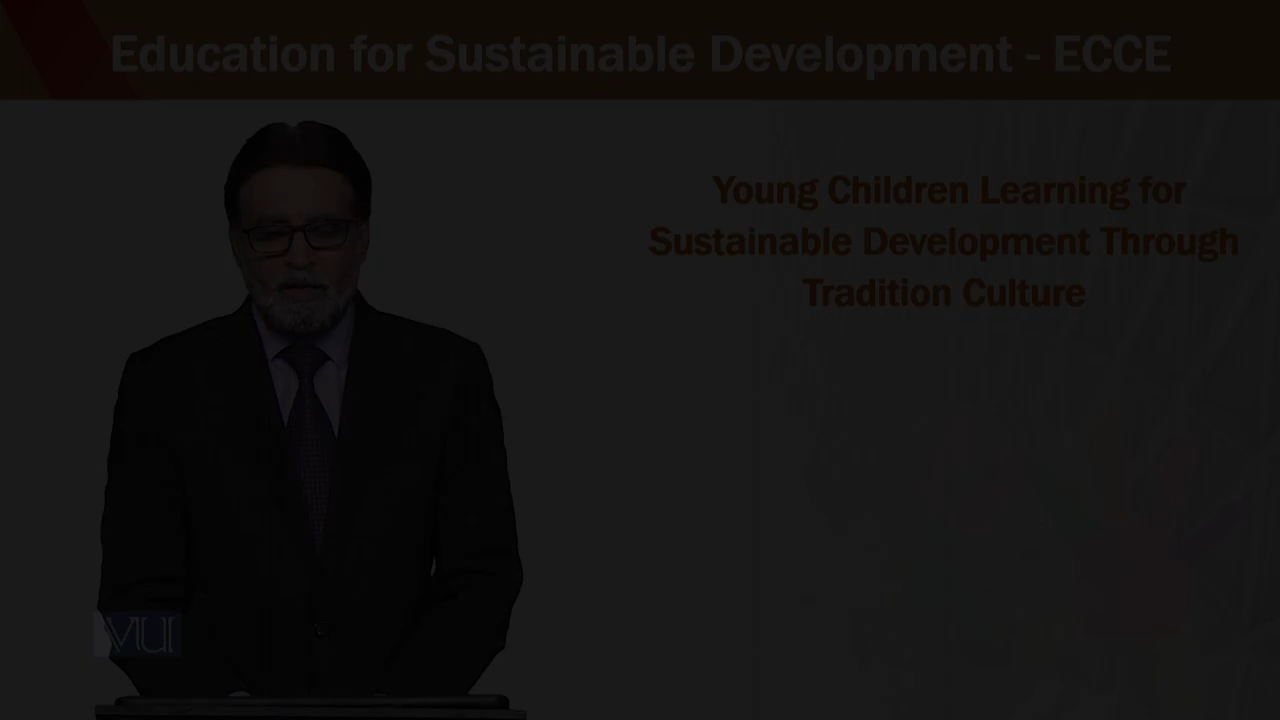 Education for Sustainable Development - ECCE
Young Children Learning for
Sustainable Development Through
Tradition Culture
VU